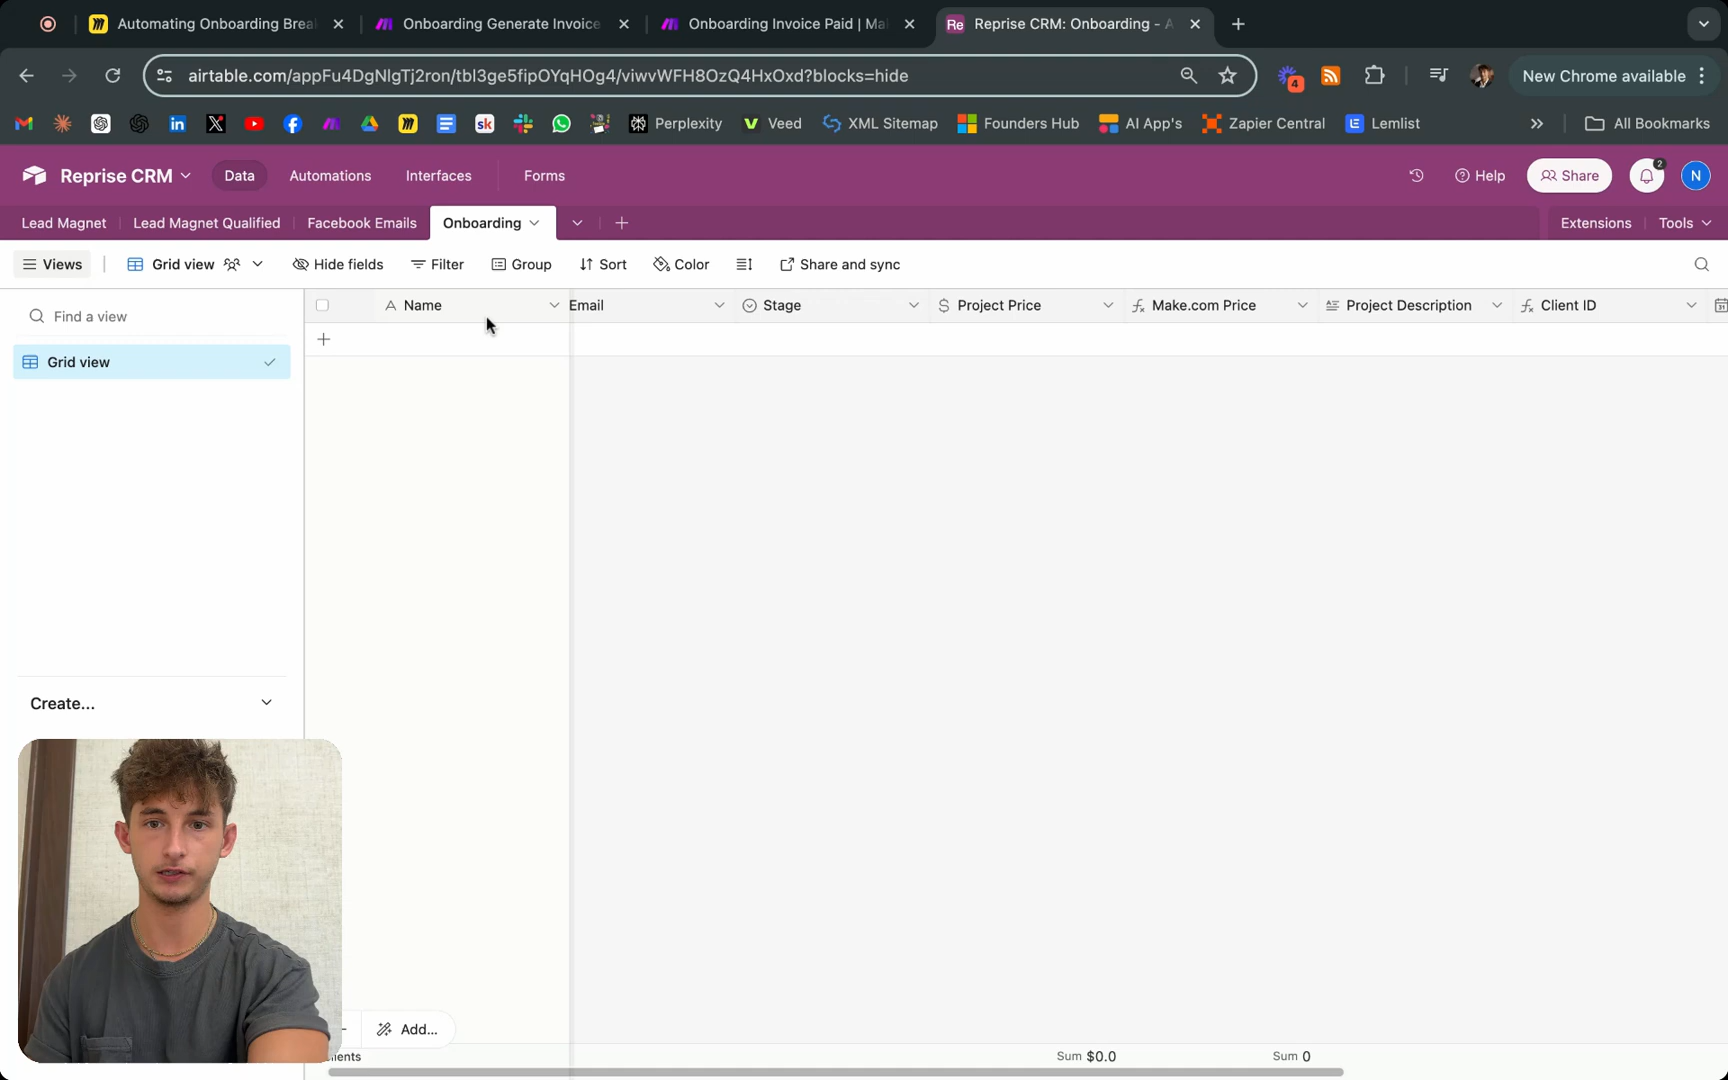 Automating Onboarding Brea
Onboarding Generate Invoice
Onboarding Invoice Paid | Ma
Re
Reprise CRM: Onboarding - A
airtable.com/appFu4DgNlgTj2ron/tbl3ge5fipOYqHOg4/viwvWFH8OzQ4HxOxd?blocks=hide
4
New Chrome available
sk
Perplexity
Veed
XML Sitemap
Founders Hub
AI App's
Zapier Central
Lemlist
All Bookmarks
Reprise CRM
Data
Automations
Interfaces
Forms
Help
Share
2
N
Lead Magnet
Lead Magnet Qualified
Facebook Emails
Onboarding
Extensions
Tools
Views
Grid view
Hide fields
Filter
Group
Sort
Color
Share and sync
Find a view
Name
Email
Stage
Project Price
Make.com Price
Project Description
Client ID
Grid view
Create...
Add...
Sum $0.0
Sum 0